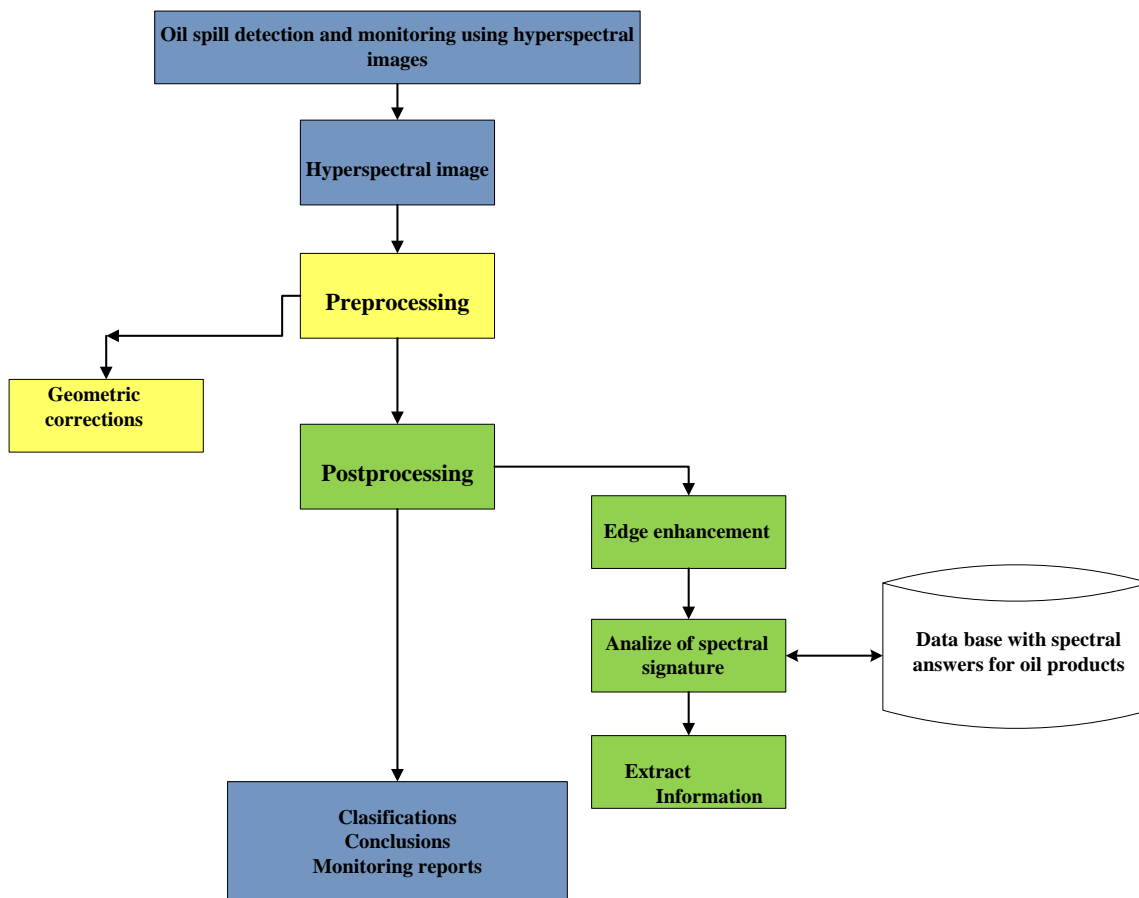 Oil spill detection and monitoring using hyperspectral
images
Hyperspectral image
Preprocessing
Geometric
corrections
Postprocessing
Edge enhancement
Analize of spectral
signature
Data base with spectral
answers for oil products
Extract
Information
Clasifications
Conclusions
Monitoring reports